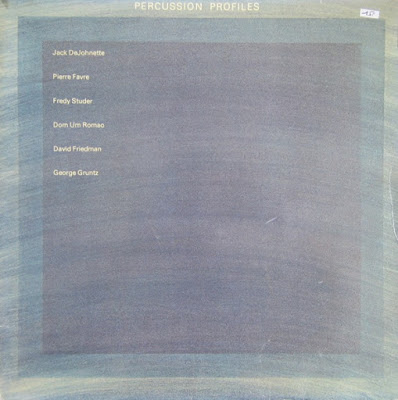 PERCUSSION PROFILES
Jack DeJohnette
Pierre Favre
Fredy Studer
Dom Um Romao
David Friedman
George Gruntz